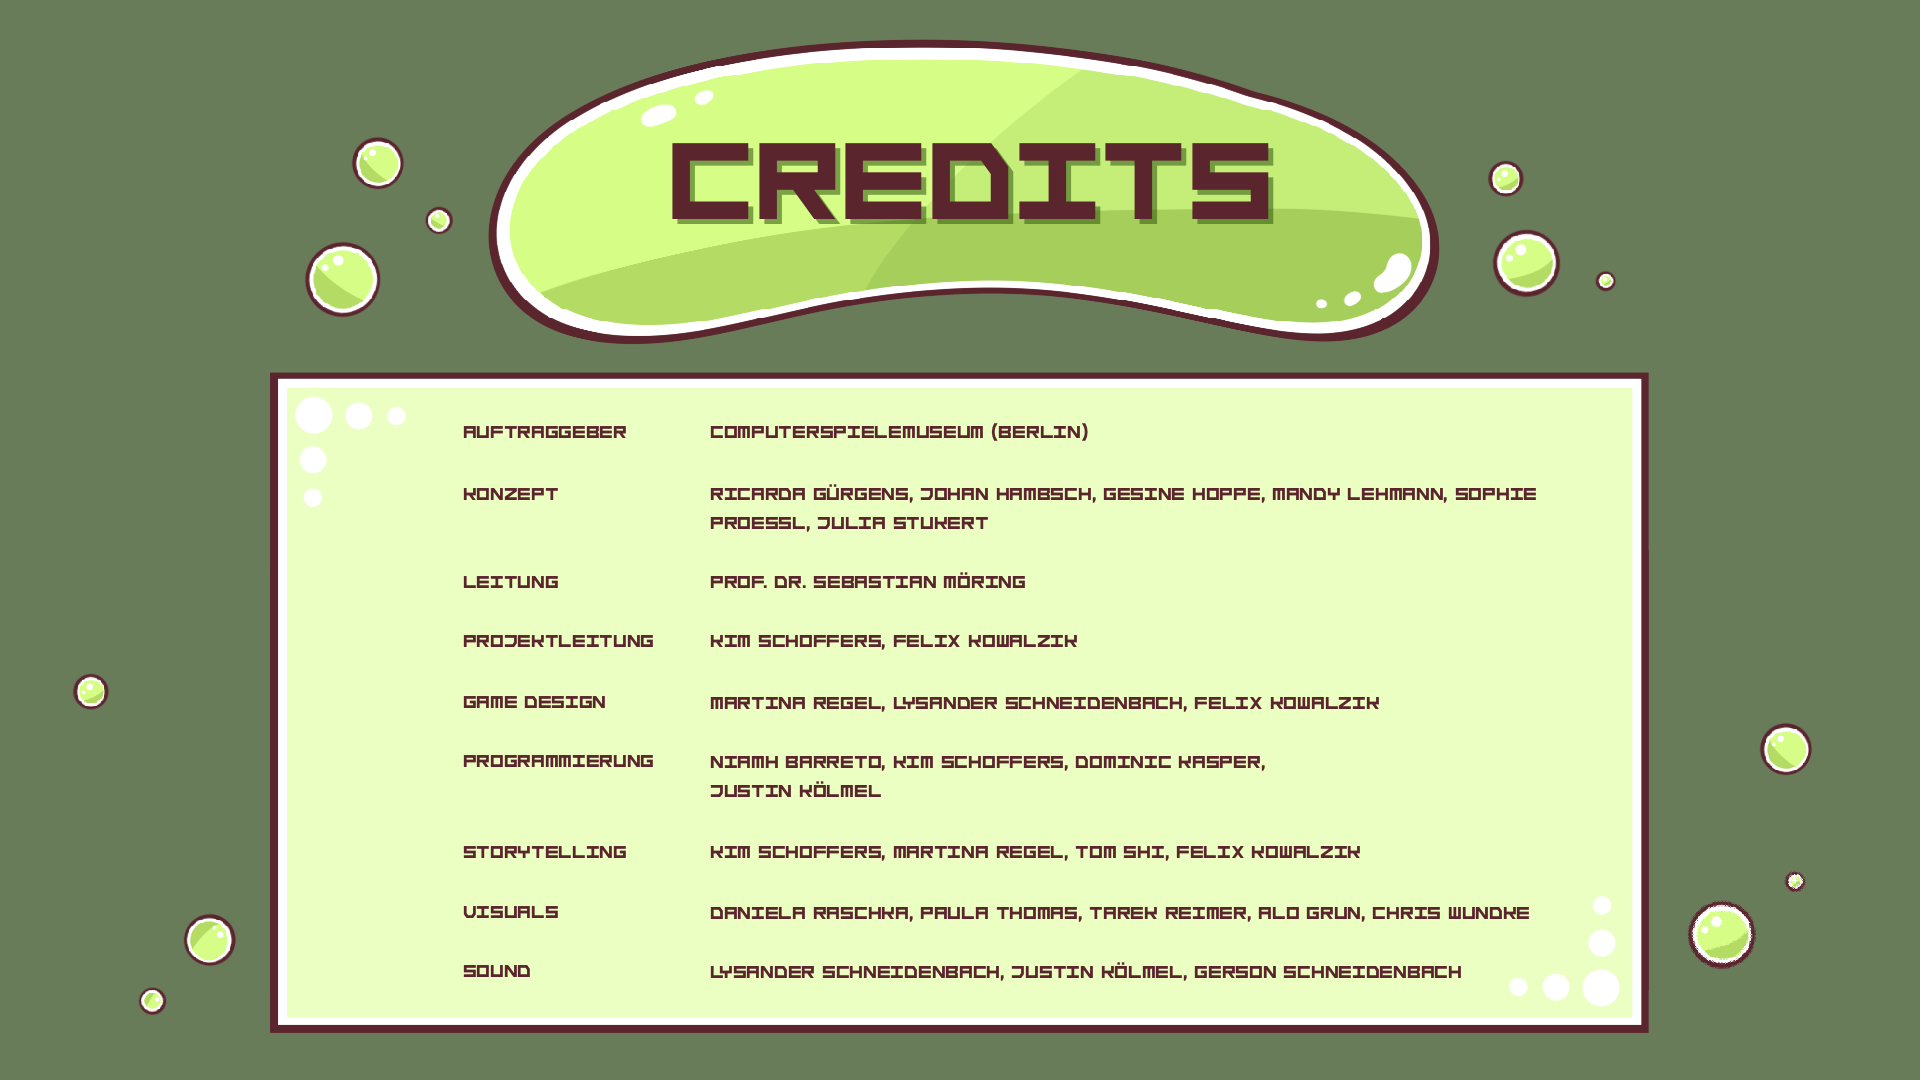 CREDITS
AUFTRAGGEBER COMPUTERSPIELEMUSEUM (BERLIN)
KONZEPT RICARDA GÜRGENS, JOHAN HAMBSCH, GESINE HOPPE, MANDY LEHMANN, SOPHIE
PROESSL, JULIA STUKERT
LEITUNG PROF. DR. SEBASTIAN MÖRING
PROJEKTLEITUNG KIM SCHOFFERS, FELIX KOWALZIK
GAME DESIGN MARTINA REGEL, LYSANDER SCHNEIDENBACH, FELIX KOWALZIK
PROGRAMMIERUNG NIAMH BARRETO, KIM SCHOFFERS, DOMINIC KASPER,
JUSTIN KÖLMEL
STORYTELLING KIM SCHOFFERS, MARTINA REGEL, TOM SHI, FELIX KOWALZIK
VISUALS DANIELA RASCHKA, PAULA THOMAS, TAREK REIMER, ALO GRUN, CHRIS WUNDKE
SOUND LYSANDER SCHNEIDENBACH, JUSTIN KÖLMEL, GERSON SCHNEIDENBACH